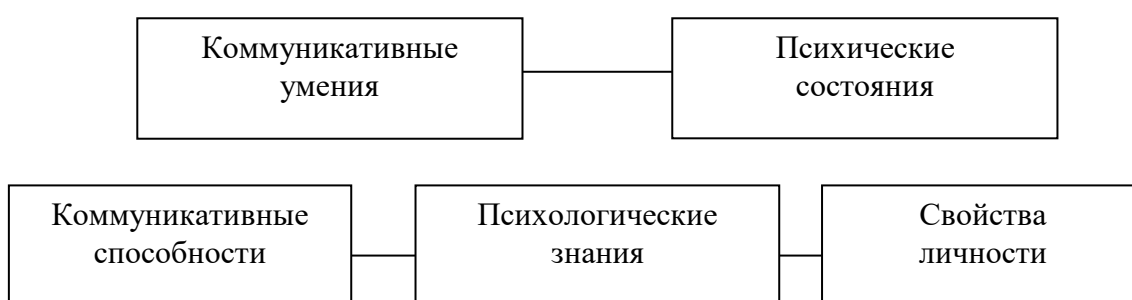 Коммуникативные
умения
Психические
состояния
Коммуникативные
способности
Психологические
знания
Свойства
личности